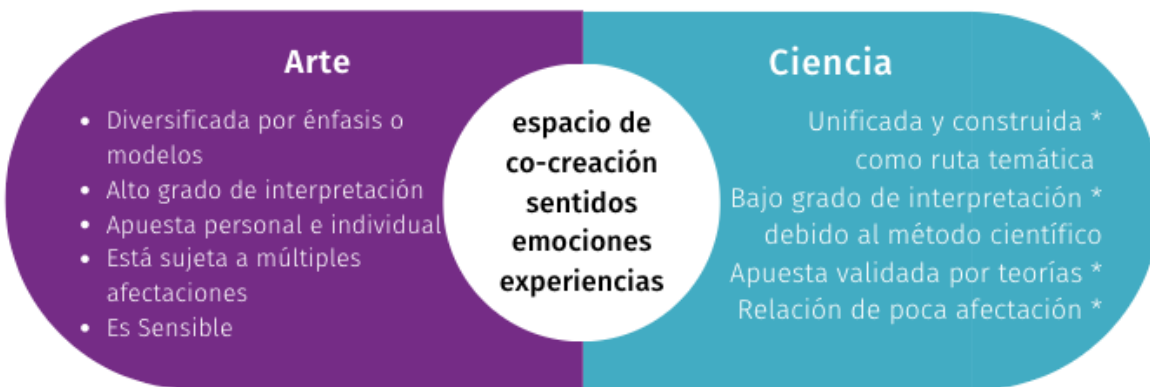 Arte
• Diversificada por énfasis o
modelos
• Alto grado de interpretación
• Apuesta personal e individual
• Está sujeta a múltiples
afectaciones
• Es Sensible
espacio de
co-creación
sentidos
emociones
experiencias
Ciencia
Unificada y construida *
como ruta temática
Bajo grado de interpretación *
debido al método científico
Apuesta validada por teorías *
Relación de poca afectación *